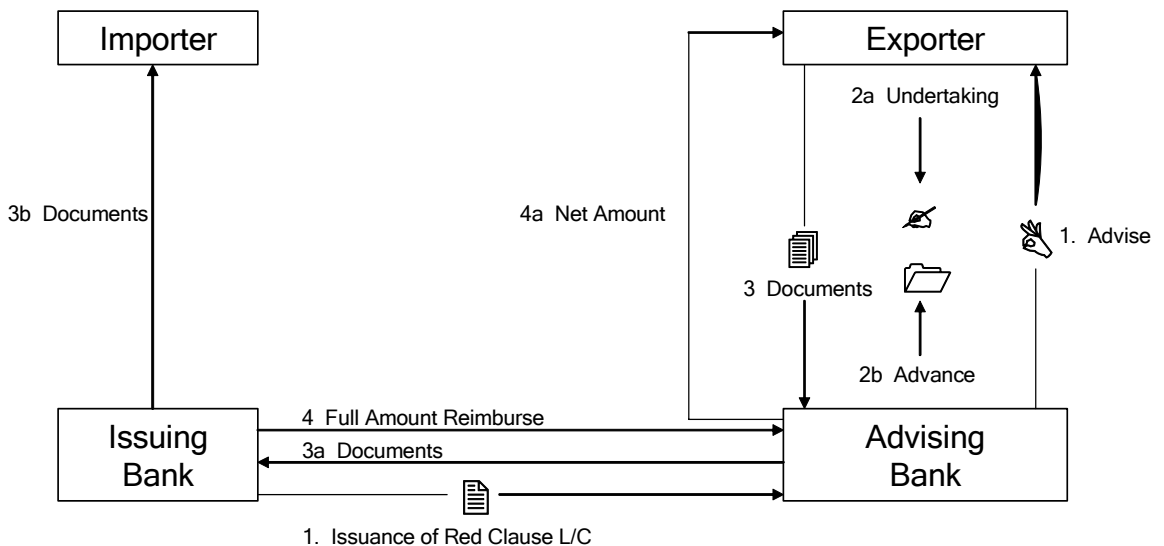 Importer
Exporter
2a Undertaking
3b Documents
4a Net Amount
1. Advise
3 Documents
2b Advance
Issuing
Bank
4 Full Amount Reimburse
3a Documents
Advising
Bank
1. Issuance of Red Clause L/C